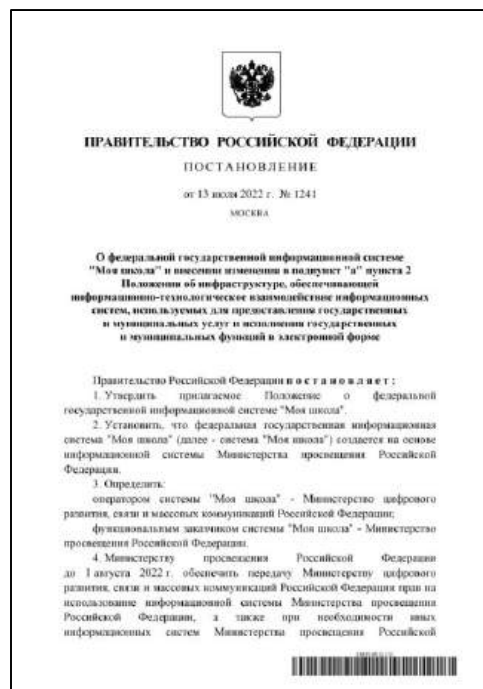 ПРАВИТЕЛЬСТВО РОССИЙСКОЙ ФЕДЕРАЦИИ
ПОСТАНОВЛЕНИЕ
от 13 июля 2022 г. № 1241
МОСКВА
О федеральной государственной информационной системе
"Моя школа" и внесении изменения в подпункт "а" пункта 2
Положения об инфраструктуре, обеспечивающей
информационно-технологическое взаимодействие информационных
систем, используемых для предоставления государственных
и муниципальных услуг и исполнения государственных
и муниципальных функций в электронной форме
Правительство Российской Федерации постановляет:
1. Утвердить прилагаемое Положение о федеральной
государственной информационной системе "Моя школа".
2. Установить, что федеральная государственная информационная
система "Моя школа" (далее - система "Моя школа") создается на основе
информационной системы Министерства просвещения Российской
Федерации.
3. Определить:
оператором системы "Моя школа" - Министерство цифрового
развития, связи и массовых коммуникаций Российской Федерации;
функциональным заказчиком системы "Моя школа" - Министерство
просвещения Российской Федерации.
4. Министерству просвещения Российской Федерации
до 1 августа 2022 г. обеспечить передачу Министерству цифрового
развития, связи и массовых коммуникаций Российской Федерации прав на
использование информационной системы Министерства просвещения
Российской Федерации, а также при необходимости иных
информационных систем Министерства просвещения Российской